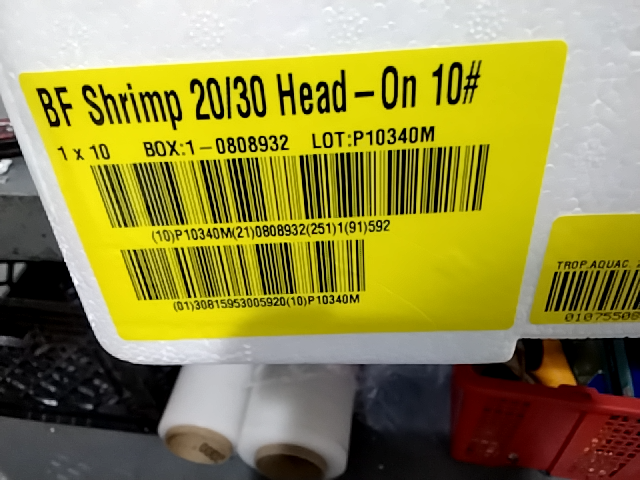 BF Shrimp 20/30 Head-On 10#
1 x 10 BOX:1-0808932 LOT:P10340M
(10)P10340M(21)0808932(251)1(91)592
(01)30815953005920(10)P10340M
TROP.AQUAC.
01075508